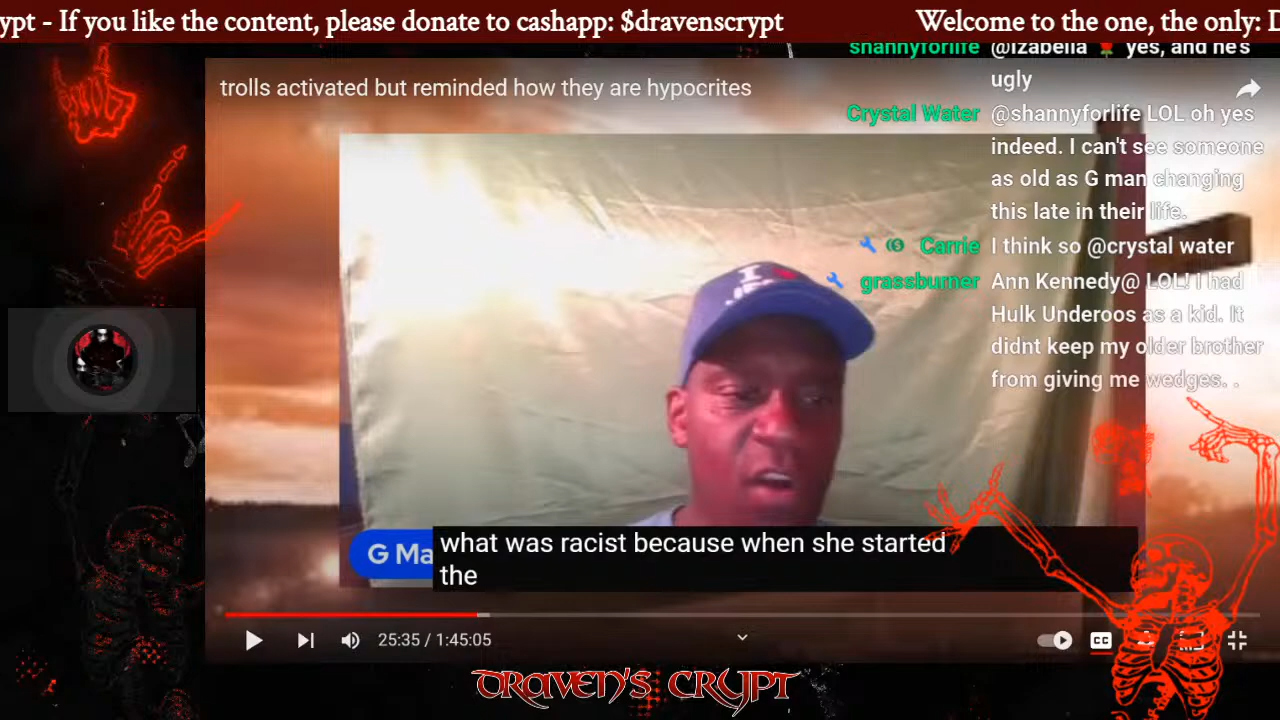 ypt - If you like the content, please donate to cashapp: $dravenscrypt
Welcome to the one, the only: D
trolls activated but reminded how they are hypocrites
shannyforlife @Izabella 🌹 yes, and he's
ugly
Crystal Water @shannyforlife LOL oh yes
indeed. I can't see someone
as old as G man changing
this late in their life.
Carrie I think so @crystal water
grassburner Ann Kennedy@ LOL! I had
Hulk Underoos as a kid. It
didnt keep my older brother
from giving me wedges. .
I ❤
G Ma
what was racist because when she started
the
25:35 / 1:45:05
CC
DRAVEN'S CRYPT